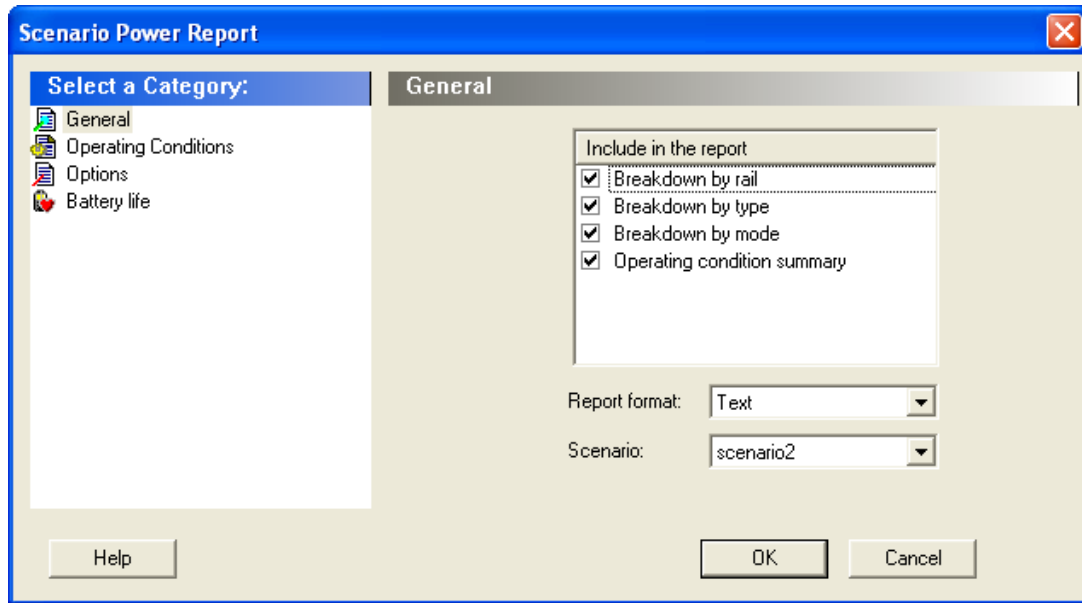 Scenario Power Report
Select a Category:
General
Operating Conditions
Options
Battery life
General
Include in the report
Breakdown by rail
Breakdown by type
Breakdown by mode
Operating condition summary
Report format: Text
Scenario: scenario2
Help OK Cancel